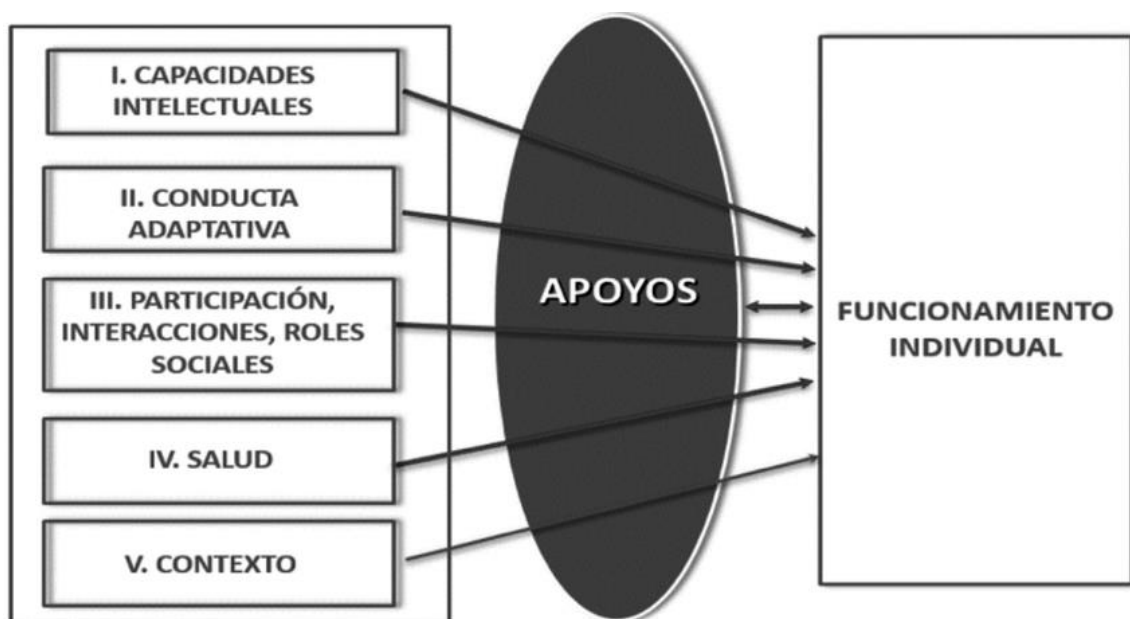 I. CAPACIDADES
INTELECTUALES
II. CONDUCTA
ADAPTATIVA
III. PARTICIPACIÓN,
INTERACCIONES, ROLES
SOCIALES
IV. SALUD
V. CONTEXTO
APOYOS
FUNCIONAMIENTO
INDIVIDUAL